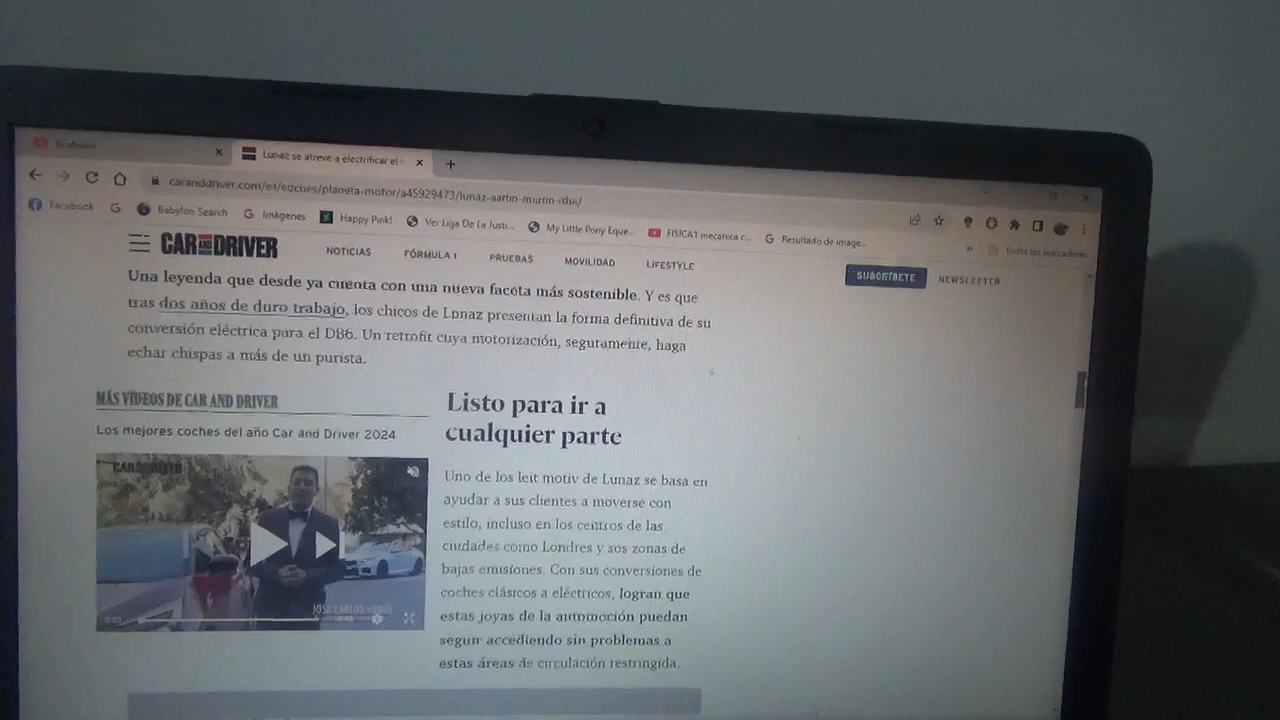 Lunaz se atreve a electrificar el
caranddriver.com/es/coches/planeta-motor/a45929473/lunaz-aartin-martin-rdbi/
Facebook
Babylon Search
Imágenes
Happy Pink!
Ver Liga De La Justi...
My Little Pony Eque...
FISICA1 mecánica c...
Resultado de image...
»
Todos los marcadores
CAR AND DRIVER
NOTICIAS
FÓRMULA 1
PRUEBAS
MOVILIDAD
LIFESTYLE
SUSCRÍBETE
NEWSLETTER
Una leyenda que desde ya cuenta con una nueva faceta más sostenible. Y es que
tras dos años de duro trabajo, los chicos de Lunaz presentan la forma definitiva de su
conversión eléctrica para el DB6. Un retrofit cuya motorización, seguramente, haga
echar chispas a más de un purista.
MÁS VÍDEOS DE CAR AND DRIVER
Los mejores coches del año Car and Driver 2024
CAR AND DRIVER
JOSÉ CARLOS LUQUE
0:03
Listo para ir a
cualquier parte
Uno de los leit motiv de Lunaz se basa en
ayudar a sus clientes a moverse con
estilo, incluso en los centros de las
ciudades como Londres y sus zonas de
bajas emisiones. Con sus conversiones de
coches clásicos a eléctricos, logran que
estas joyas de la automoción puedan
seguir accediendo sin problemas a
estas áreas de circulación restringida.